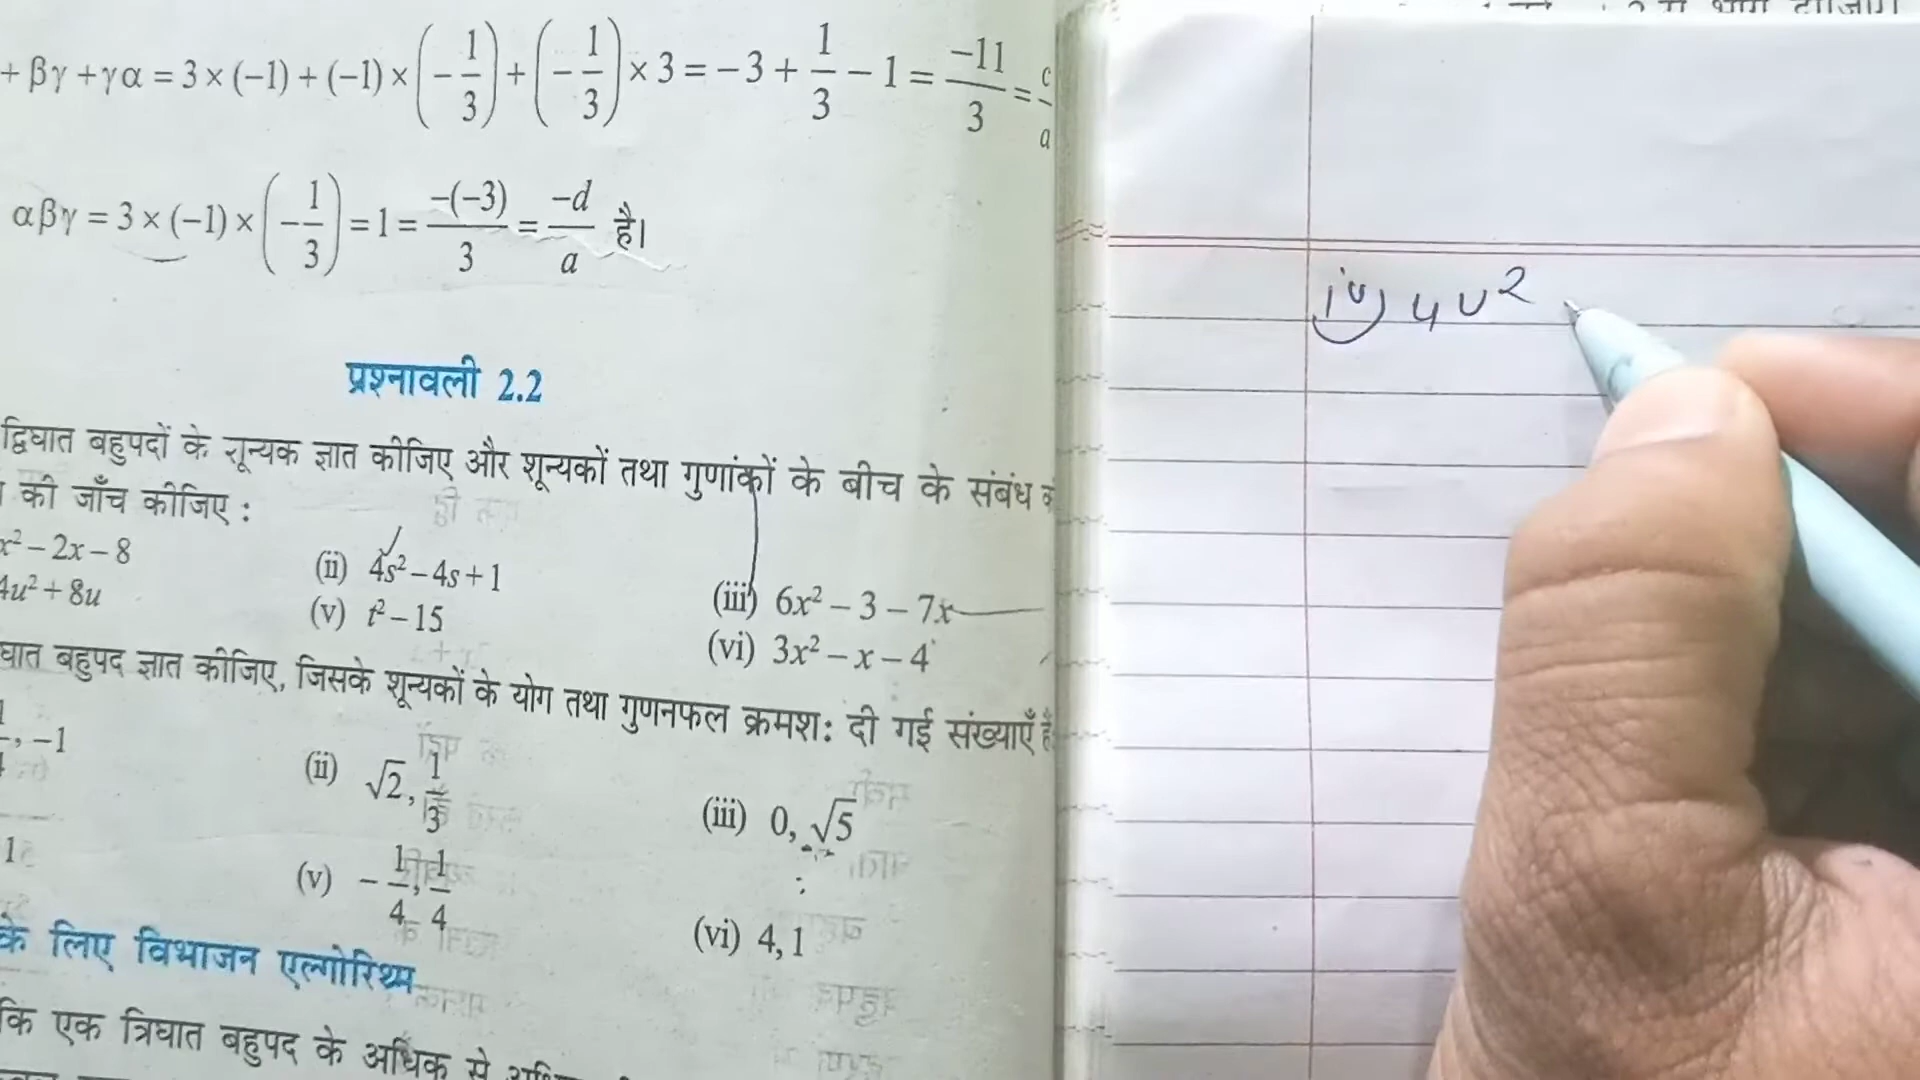 + βγ + γα = 3 × (−1) + (−1) × (− 1/3) + (− 1/3) × 3 = −3 + 1/3 − 1 = −11/3 = c/a
αβγ = 3 × (−1) × (− 1/3) = 1 = −(−3)/3 = −d/a है।
प्रश्नावली 2.2
द्विघात बहुपदों के शून्यक ज्ञात कीजिए और शून्यकों तथा गुणांकों के बीच के संबंध
की जाँच कीजिए :
x² − 2x − 8 (ii) 4s² − 4s + 1 (iii) 6x² − 3 − 7x
4u² + 8u (v) t² − 15 (vi) 3x² − x − 4
घात बहुपद ज्ञात कीजिए, जिसके शून्यकों के योग तथा गुणनफल क्रमश: दी गई संख्याएँ
, −1 (ii) √2, 1/3 (iii) 0, √5
1 (v) − 1/4, 1/4 (vi) 4, 1
के लिए विभाजन एल्गोरिथ्म
कि एक त्रिघात बहुपद के अधिक से
iv) 4u²